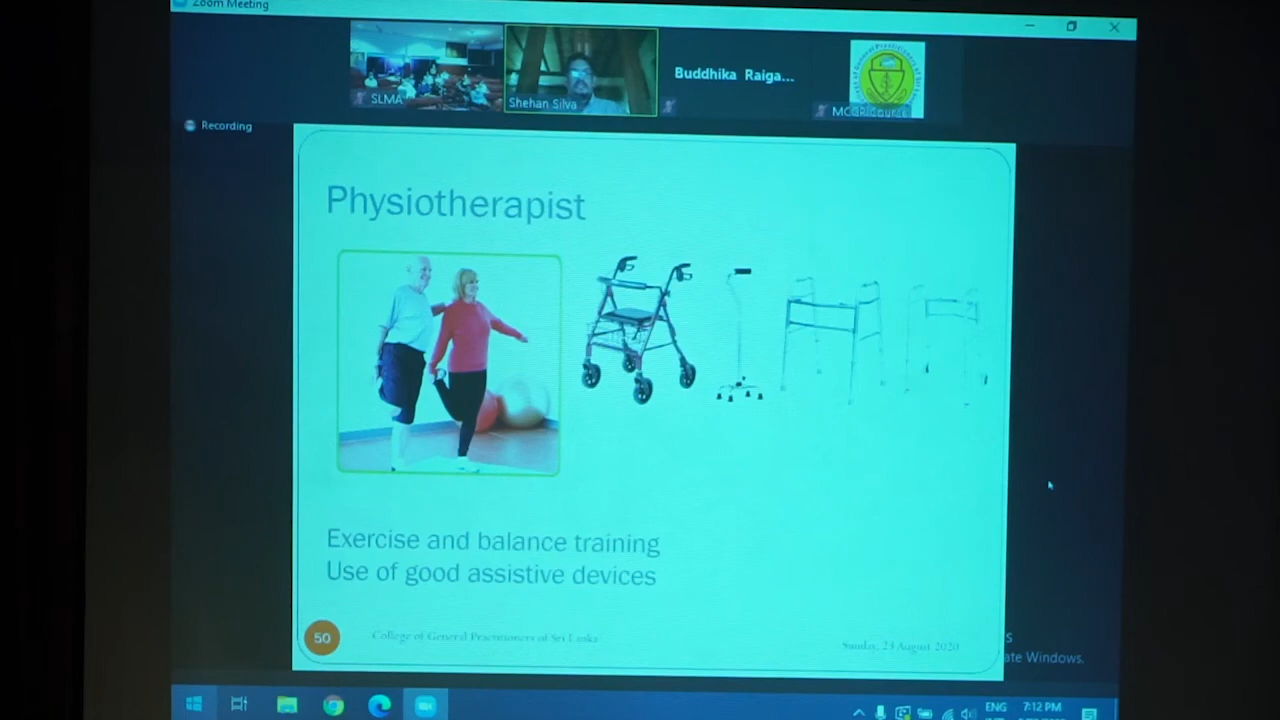 Zoom Meeting
SLMA
Shehan Silva
Buddhika Raiga...
Recording
Physiotherapist
Exercise and balance training
Use of good assistive devices
50
College of General Practitioners of Sri Lanka
Sunday, 23 August 2020
ate Windows.
ENG
7:12 PM